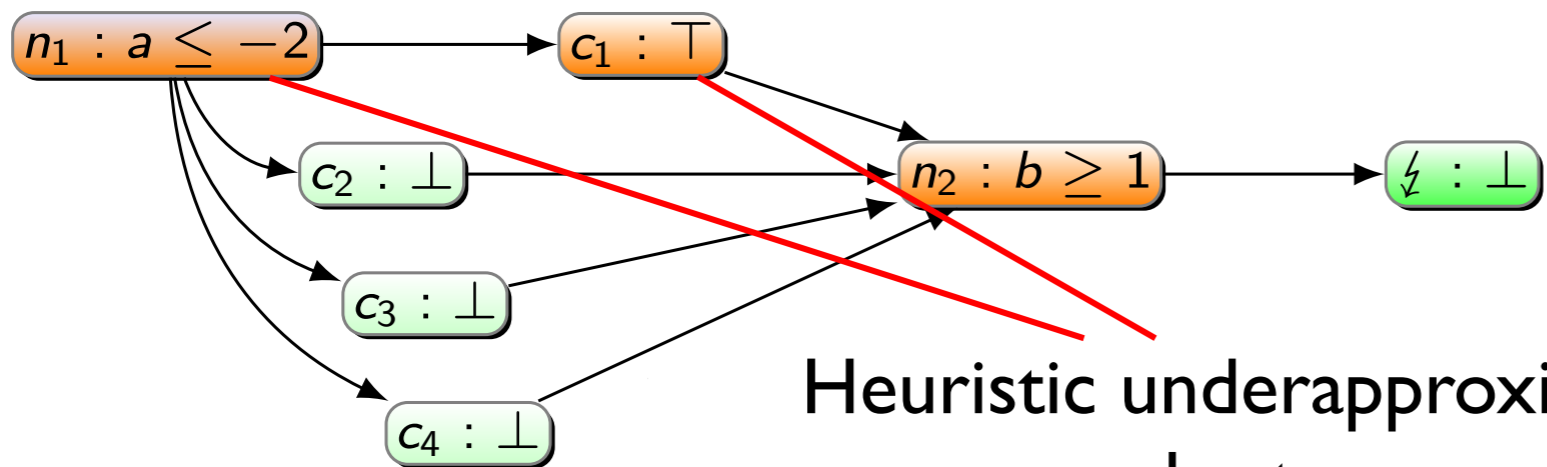 n₁ : a ≤ −2
c₁ : ⊤
c₂ : ⊥
n₂ : b ≥ 1
↯ : ⊥
c₃ : ⊥
c₄ : ⊥
Heuristic underapproxi